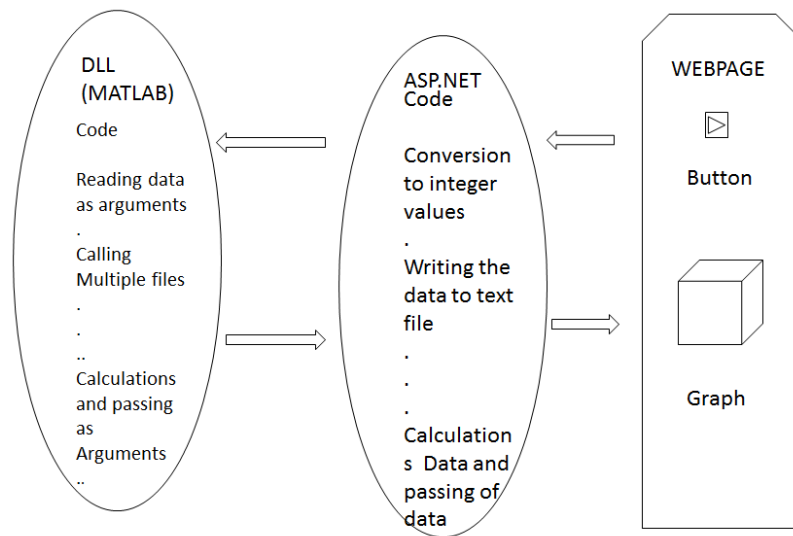 DLL
(MATLAB)
Code
Reading data
as arguments
.
Calling
Multiple files
.
.
..
Calculations
and passing
as
Arguments
..
ASP.NET
Code
Conversion
to integer
values
.
Writing the
data to text
file
.
.
.
Calculation
s Data and
passing of
data
WEBPAGE
Button
Graph